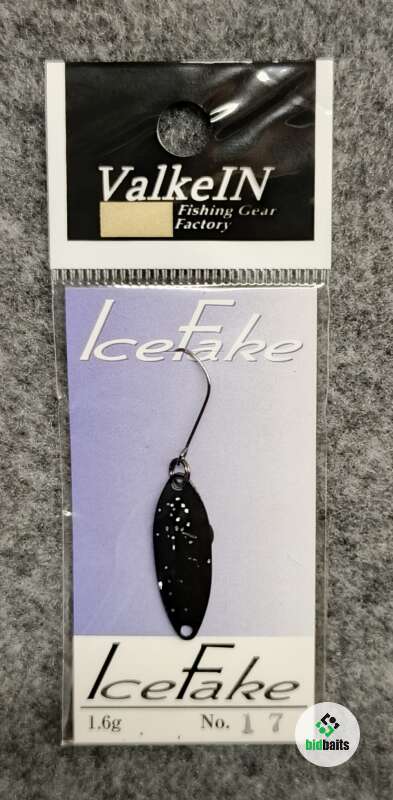 ValkeIN
Fishing Gear
Factory
IceFake
IceFake
1.6g No. 17
bidbaits